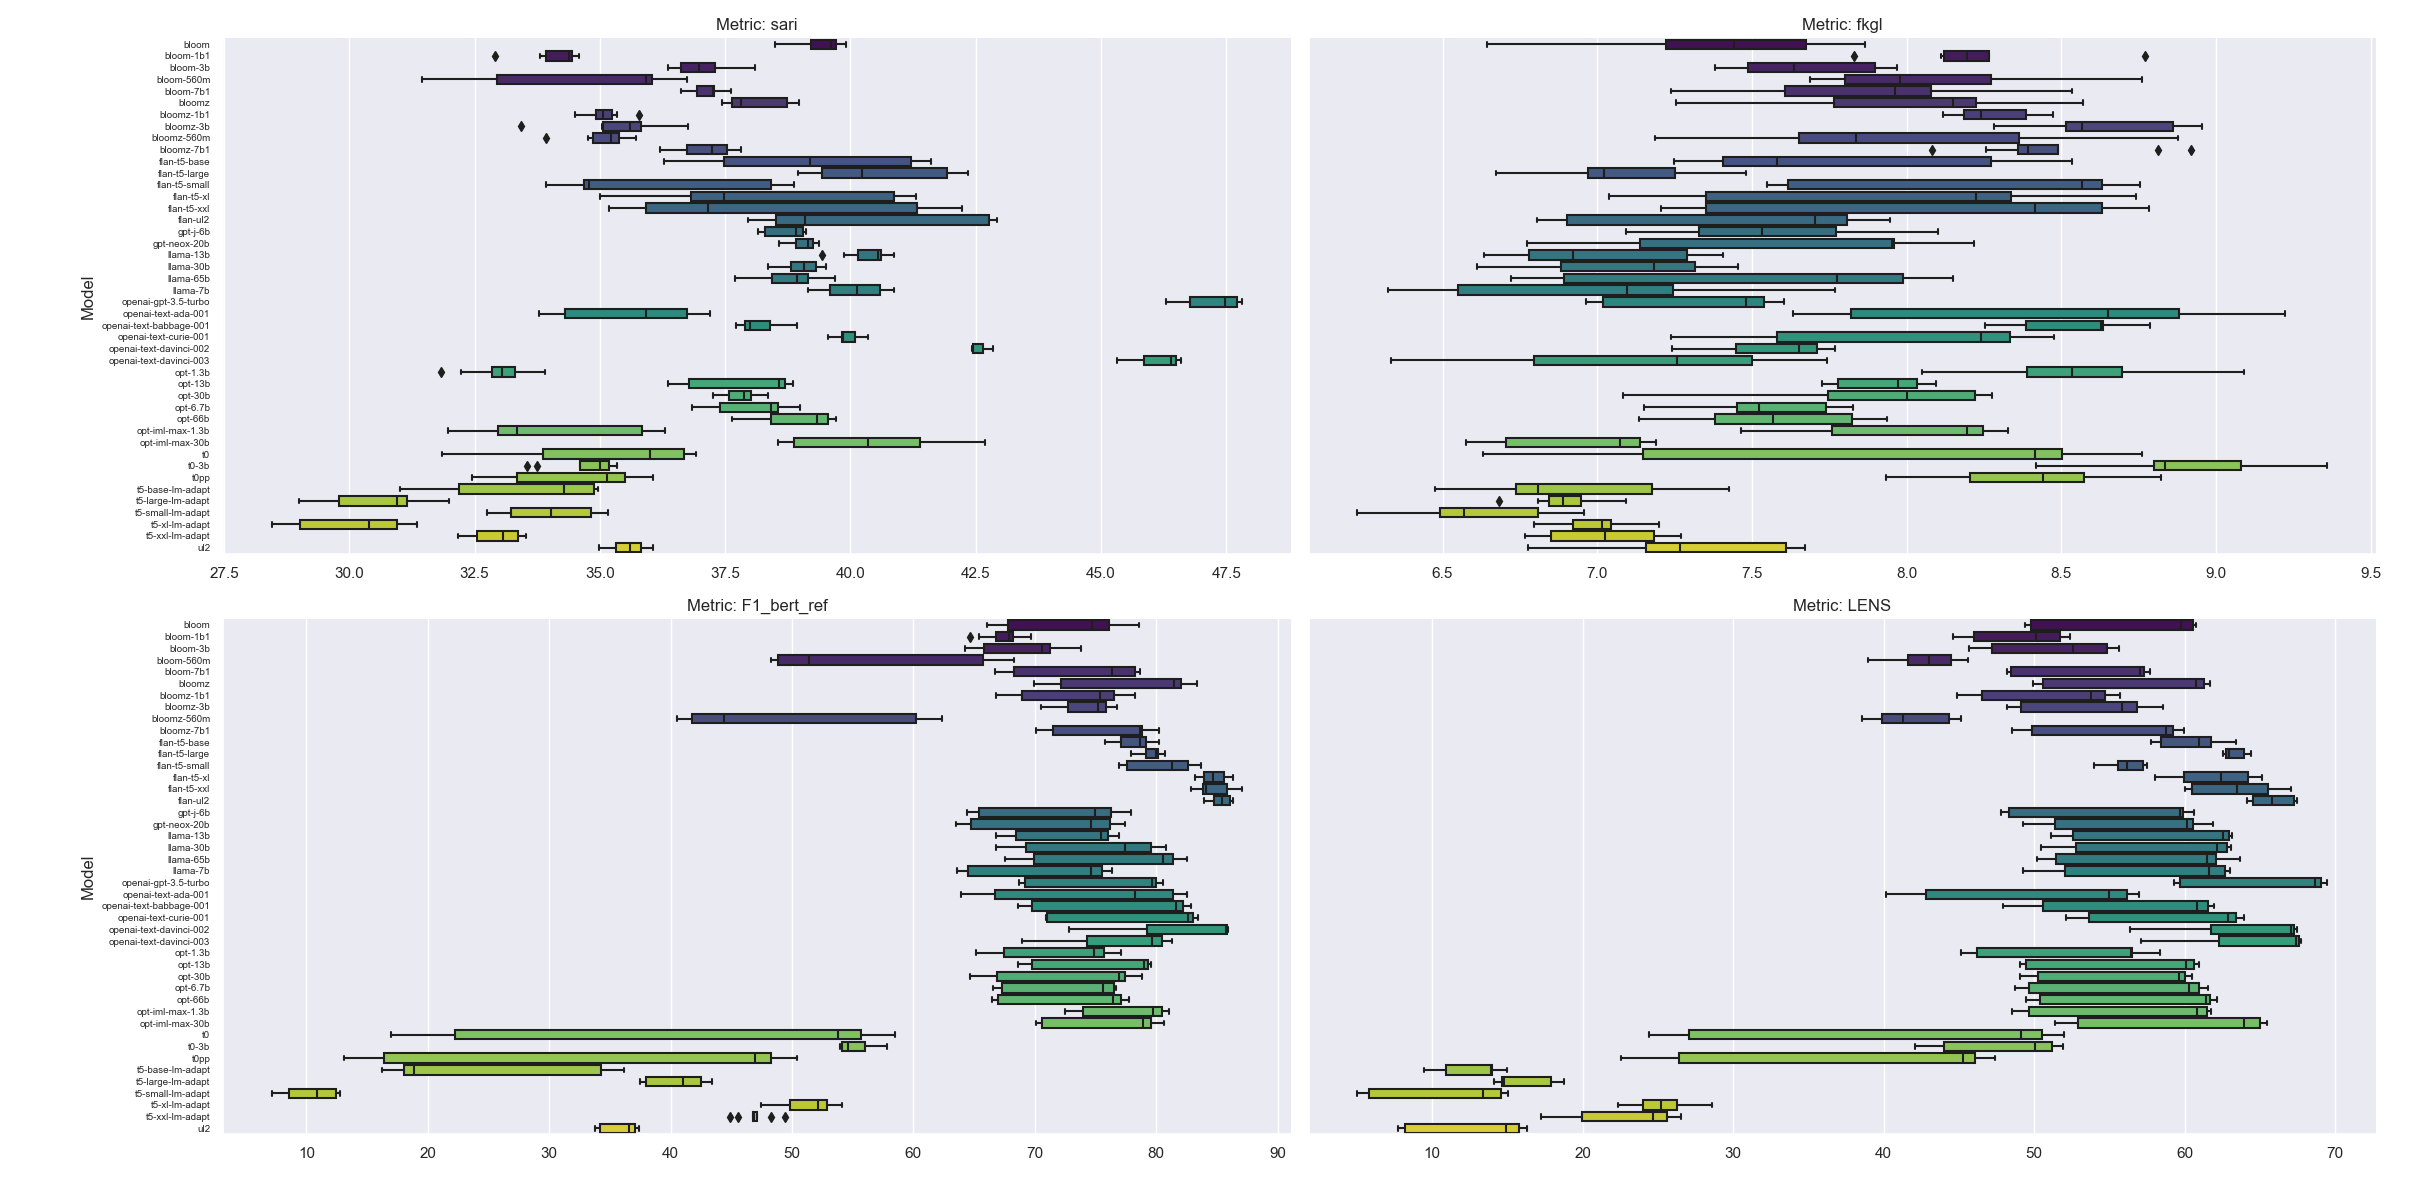 Metric: sari
Model
bloom
bloom-1b1
bloom-3b
bloom-560m
bloom-7b1
bloomz
bloomz-1b1
bloomz-3b
bloomz-560m
bloomz-7b1
flan-t5-base
flan-t5-large
flan-t5-small
flan-t5-xl
flan-t5-xxl
flan-ul2
gpt-j-6b
gpt-neox-20b
llama-13b
llama-30b
llama-65b
llama-7b
openai-gpt-3.5-turbo
openai-text-ada-001
openai-text-babbage-001
openai-text-curie-001
openai-text-davinci-002
openai-text-davinci-003
opt-1.3b
opt-13b
opt-30b
opt-6.7b
opt-66b
opt-iml-max-1.3b
opt-iml-max-30b
t0
t0-3b
t0pp
t5-base-lm-adapt
t5-large-lm-adapt
t5-small-lm-adapt
t5-xl-lm-adapt
t5-xxl-lm-adapt
ul2
27.5 30.0 32.5 35.0 37.5 40.0 42.5 45.0 47.5
Metric: fkgl
6.5 7.0 7.5 8.0 8.5 9.0 9.5
Metric: F1_bert_ref
Model
bloom
bloom-1b1
bloom-3b
bloom-560m
bloom-7b1
bloomz
bloomz-1b1
bloomz-3b
bloomz-560m
bloomz-7b1
flan-t5-base
flan-t5-large
flan-t5-small
flan-t5-xl
flan-t5-xxl
flan-ul2
gpt-j-6b
gpt-neox-20b
llama-13b
llama-30b
llama-65b
llama-7b
openai-gpt-3.5-turbo
openai-text-ada-001
openai-text-babbage-001
openai-text-curie-001
openai-text-davinci-002
openai-text-davinci-003
opt-1.3b
opt-13b
opt-30b
opt-6.7b
opt-66b
opt-iml-max-1.3b
opt-iml-max-30b
t0
t0-3b
t0pp
t5-base-lm-adapt
t5-large-lm-adapt
t5-small-lm-adapt
t5-xl-lm-adapt
t5-xxl-lm-adapt
ul2
10 20 30 40 50 60 70 80 90
Metric: LENS
10 20 30 40 50 60 70